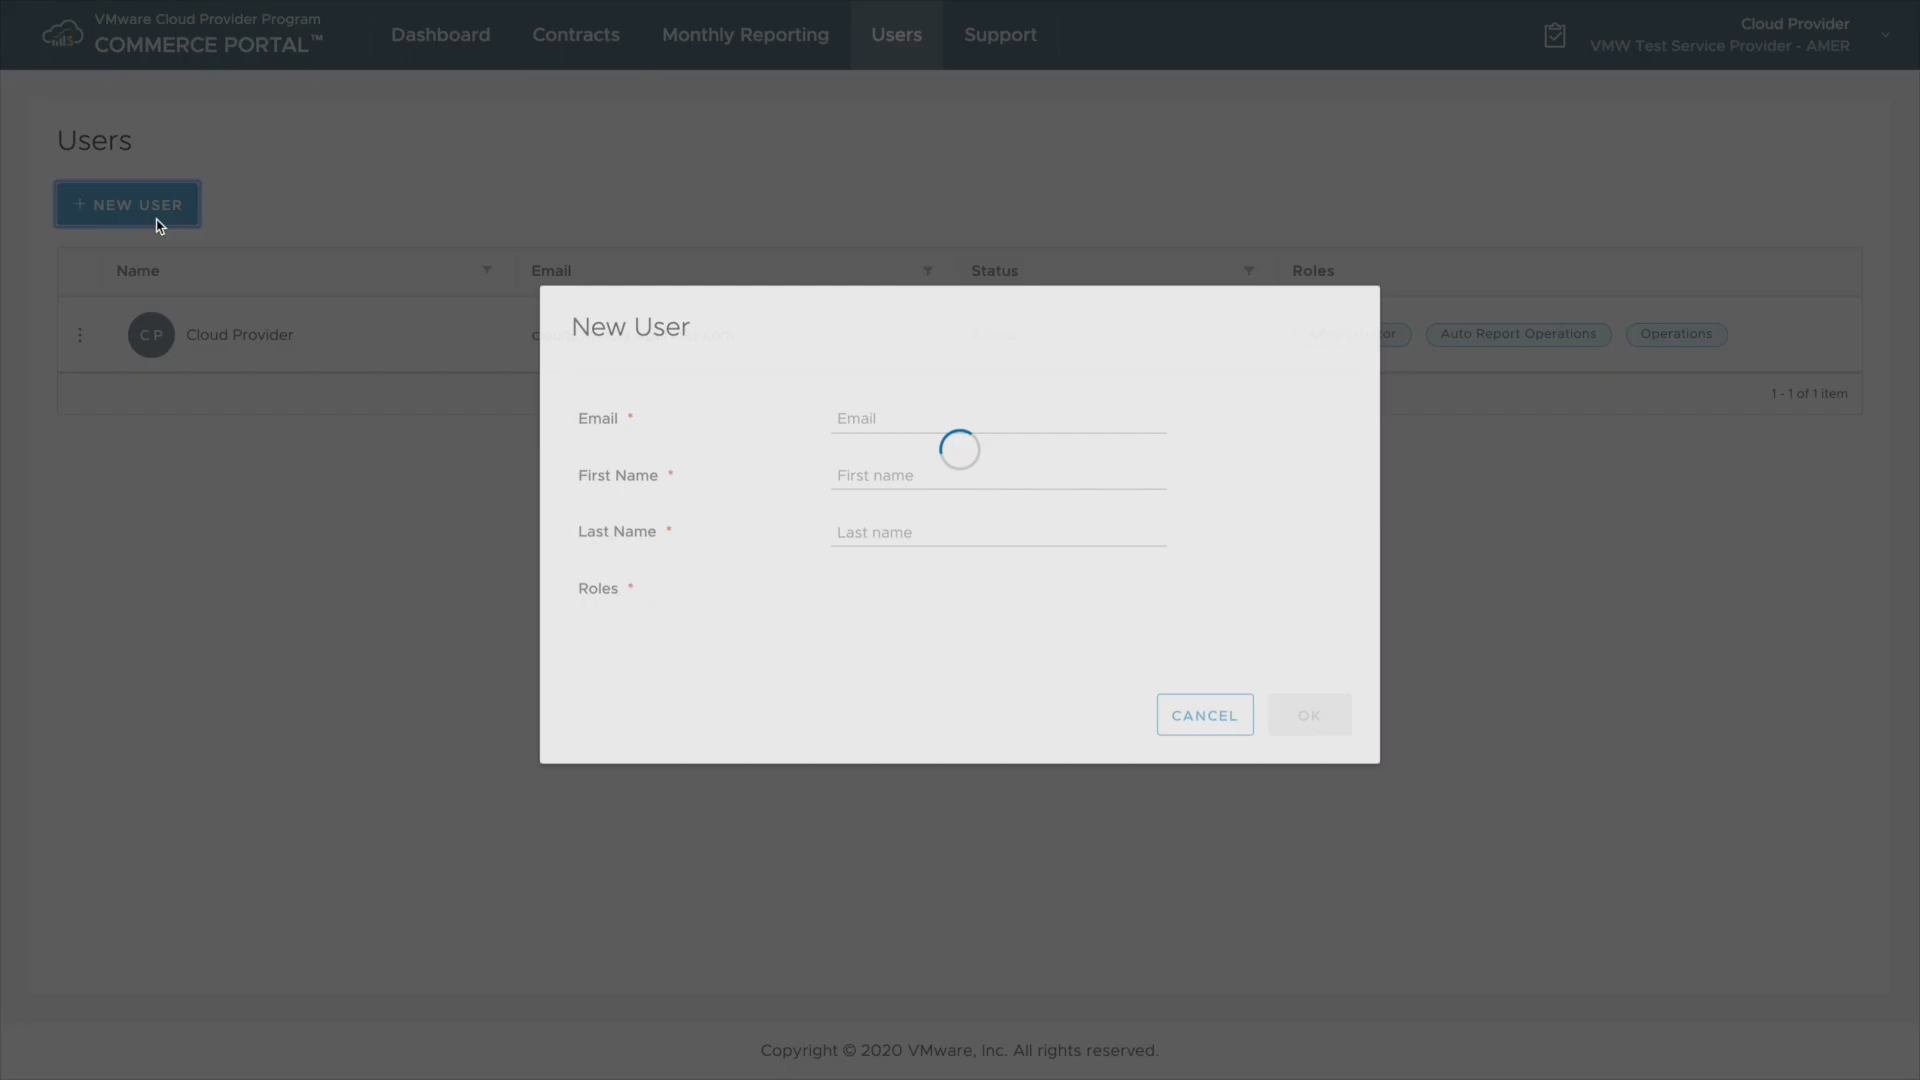 VMware Cloud Provider Program
COMMERCE PORTAL™
Dashboard
Contracts
Monthly Reporting
Users
Support
Cloud Provider
VMW Test Service Provider - AMER
Users
+ NEW USER
Name
Email
Status
Roles
CP
Cloud Provider
Auto Report Operations
Operations
1 - 1 of 1 item
New User
Email *
Email
First Name *
First name
Last Name *
Last name
Roles *
CANCEL
OK
Copyright © 2020 VMware, Inc. All rights reserved.